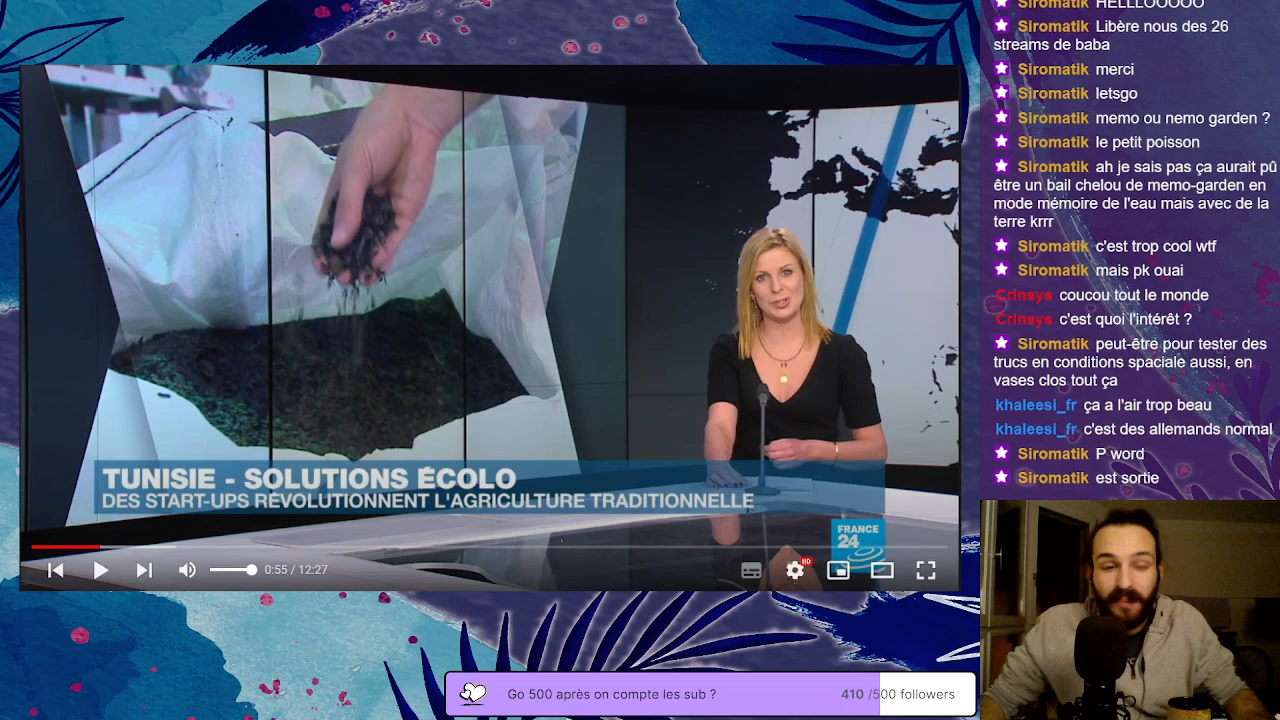 TUNISIE - SOLUTIONS ÉCOLO
DES START-UPS RÉVOLUTIONNENT L'AGRICULTURE TRADITIONNELLE
FRANCE
24
HD
0:55 / 12:27
Go 500 après on compte les sub ?
410 /500 followers
Siromatik HELLLOOOOO
Siromatik Libère nous des 26
streams de baba
Siromatik merci
Siromatik letsgo
Siromatik memo ou nemo garden ?
Siromatik le petit poisson
Siromatik ah je sais pas ça aurait pû
être un bail chelou de memo-garden en
mode mémoire de l'eau mais avec de la
terre krrr
Siromatik c'est trop cool wtf
Siromatik mais pk ouai
Crinsys coucou tout le monde
Crinsys c'est quoi l'intérêt ?
Siromatik peut-être pour tester des
trucs en conditions spaciale aussi, en
vases clos tout ça
khaleesi_fr ça a l'air trop beau
khaleesi_fr c'est des allemands normal
Siromatik P word
Siromatik est sortie